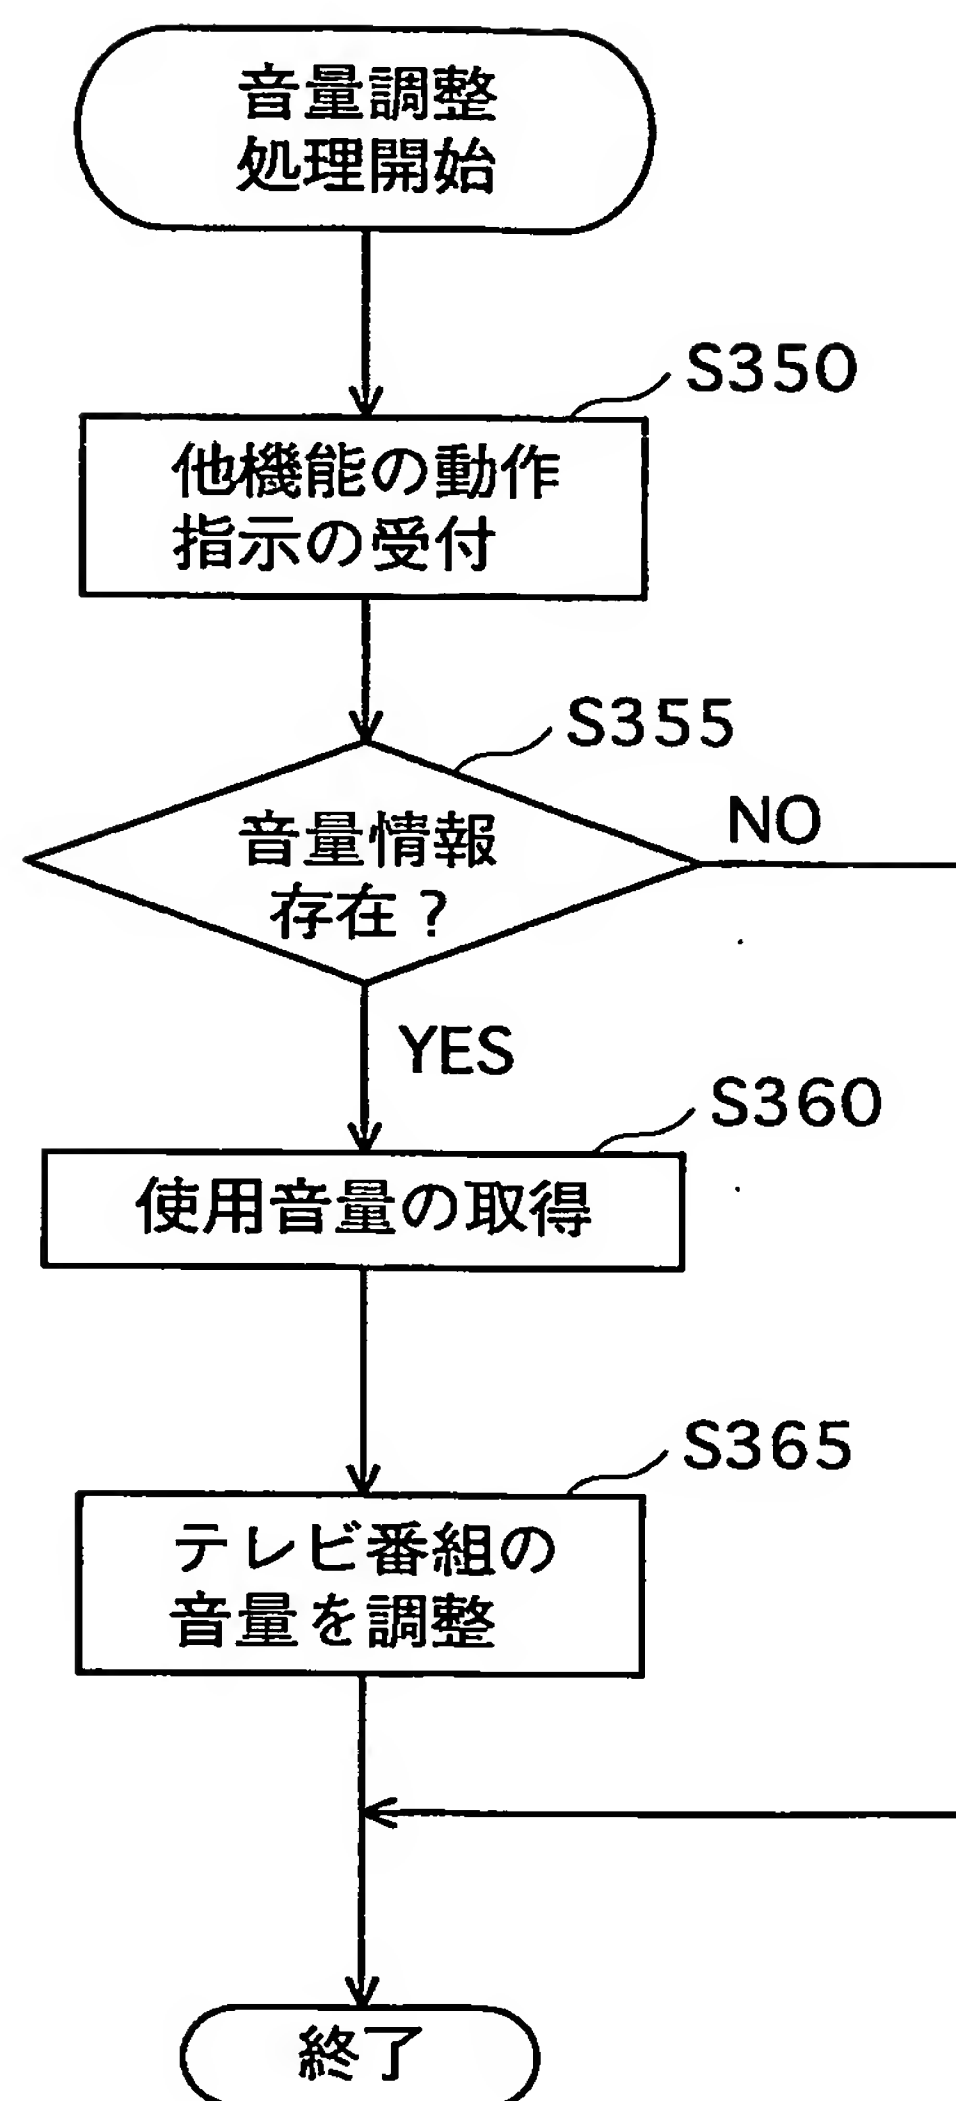 音量調整
処理開始
S350
他機能の動作
指示の受付
S355
音量情報
存在？
NO
YES
S360
使用音量の取得
S365
テレビ番組の
音量を調整
終了